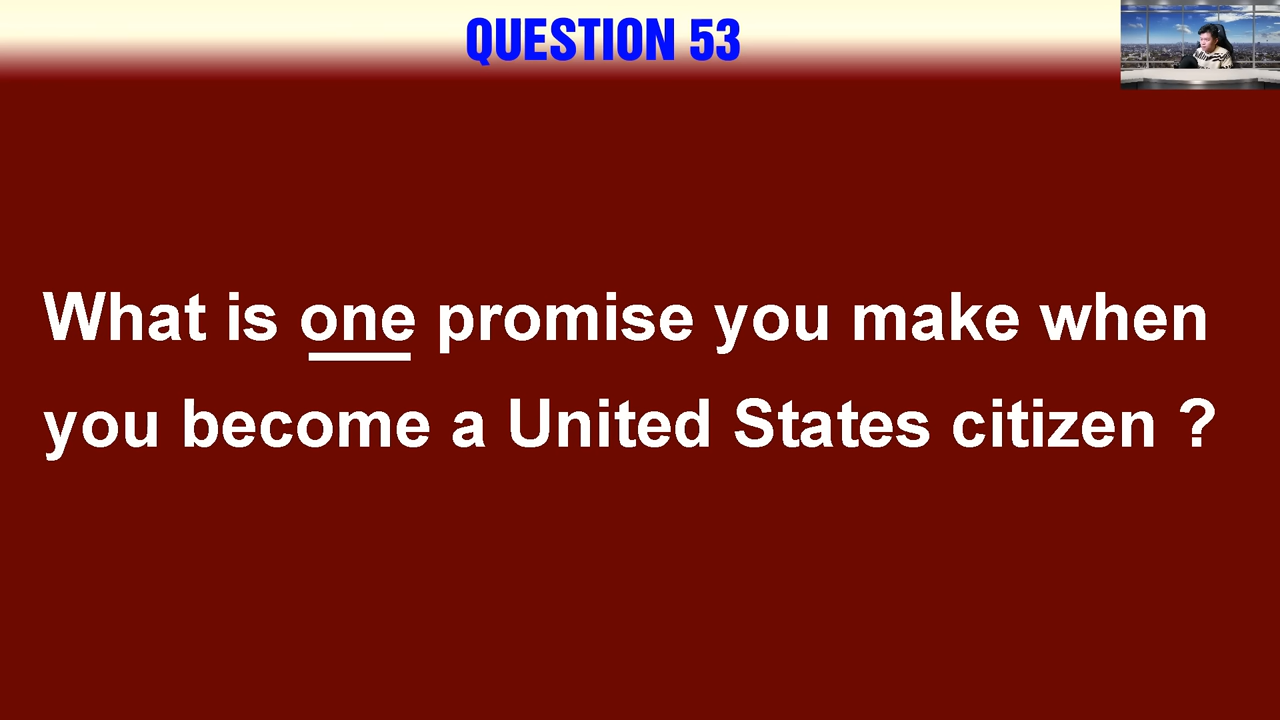 QUESTION 53
What is one promise you make when
you become a United States citizen ?